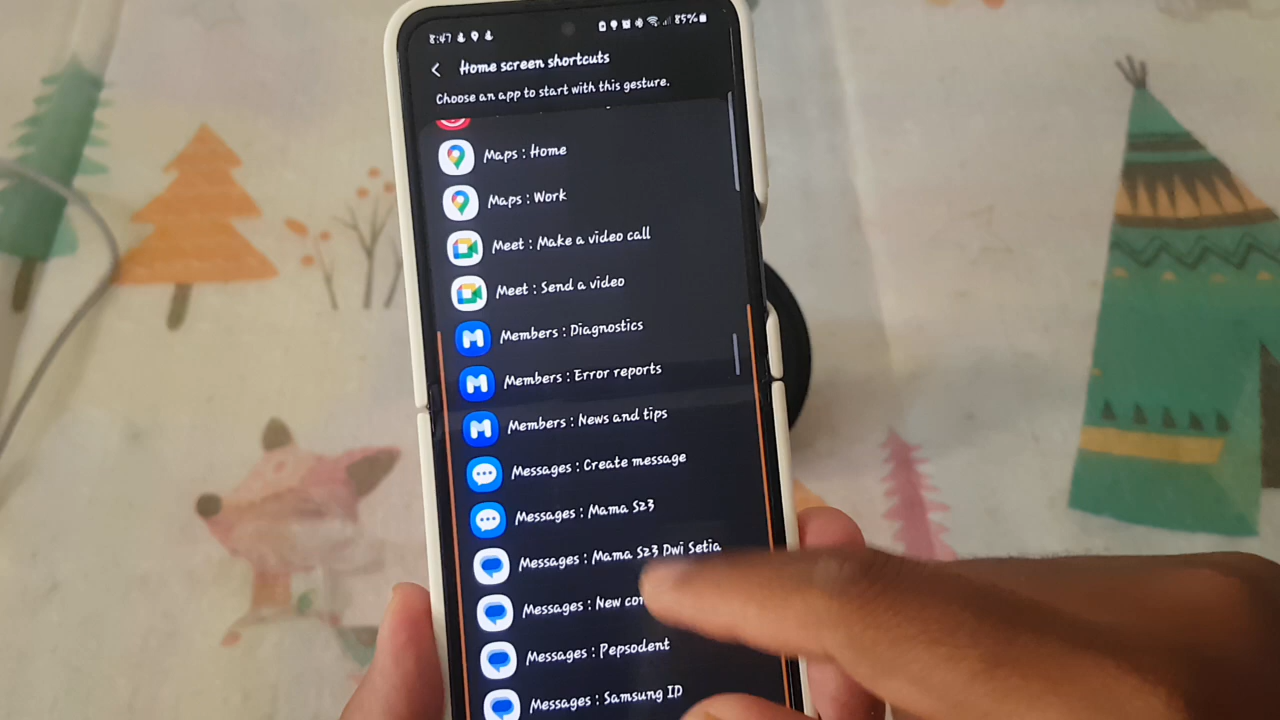 8:47 85%
Home screen shortcuts
Choose an app to start with this gesture.
Maps : Home
Maps : Work
Meet : Make a video call
Meet : Send a video
Members : Diagnostics
Members : Error reports
Members : News and tips
Messages : Create message
Messages : Mama S23
Messages : Mama S23 Dwi Setia
Messages : New
Messages : Pepsodent
Messages : Samsung ID